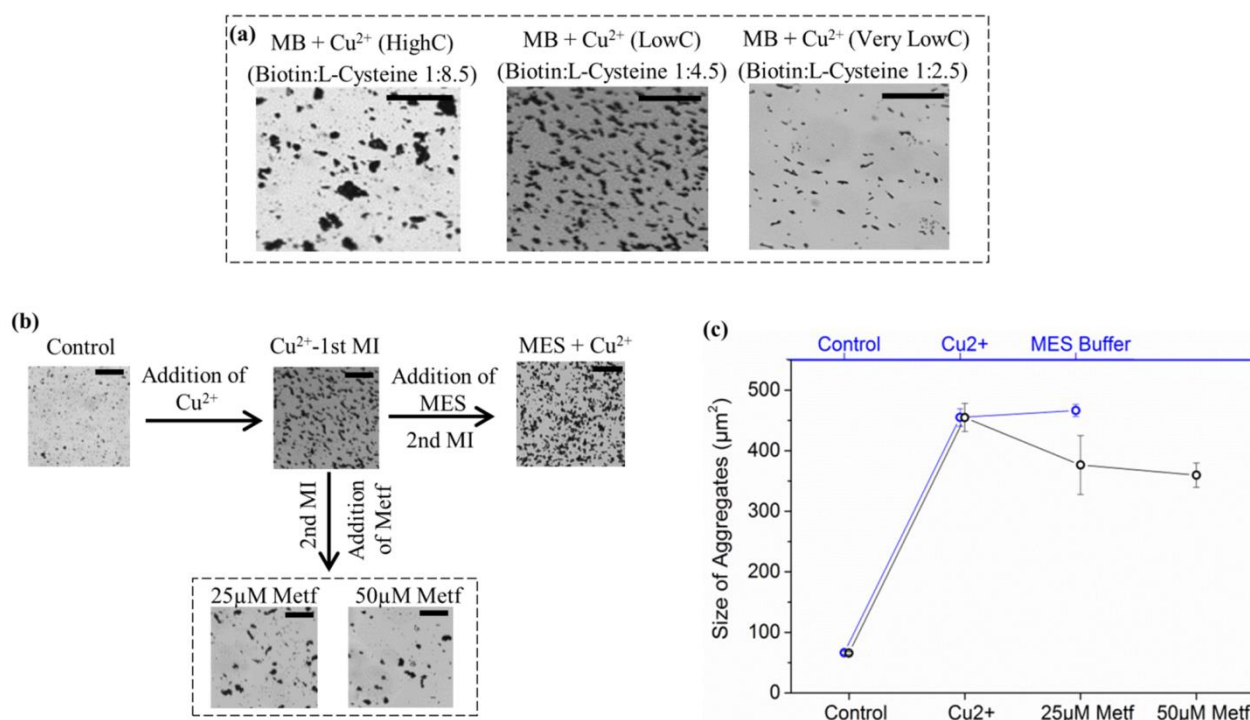 (a)
MB + Cu²⁺ (HighC)
(Biotin:L-Cysteine 1:8.5)
MB + Cu²⁺ (LowC)
(Biotin:L-Cysteine 1:4.5)
MB + Cu²⁺ (Very LowC)
(Biotin:L-Cysteine 1:2.5)
(b)
Control
Addition of
Cu²⁺
Cu²⁺-1st MI
Addition of
MES
2nd MI
MES + Cu²⁺
2nd MI
Addition
of Metf
25µM Metf
50µM Metf
(c)
Control
Cu2+
MES Buffer
Size of Aggregates (µm²)
500
400
300
200
100
0
Control
Cu2+
25µM Metf
50µM Metf